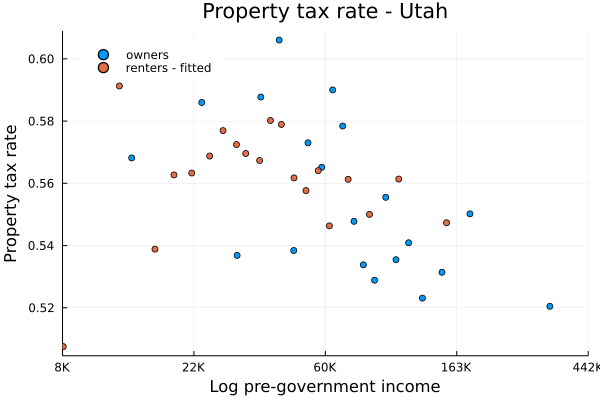 Property tax rate - Utah
owners
renters - fitted
Property tax rate
0.60
0.58
0.56
0.54
0.52
8K 22K 60K 163K 442K
Log pre-government income